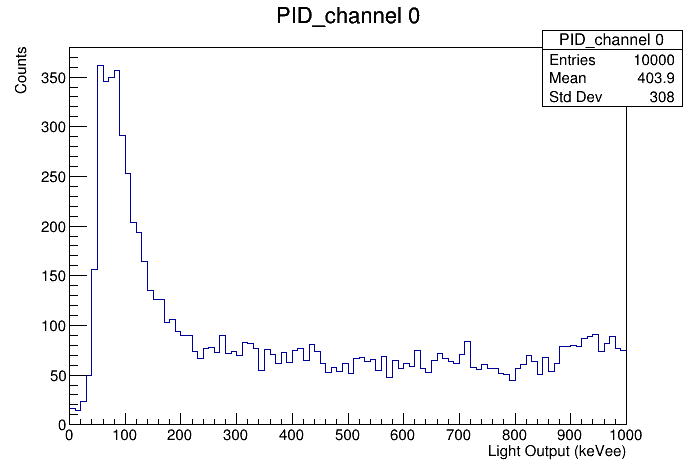 PID_channel 0
PID_channel 0
Entries 10000
Mean 403.9
Std Dev 308
Counts
350
300
250
200
150
100
50
0
0 100 200 300 400 500 600 700 800 900 1000
Light Output (keVee)